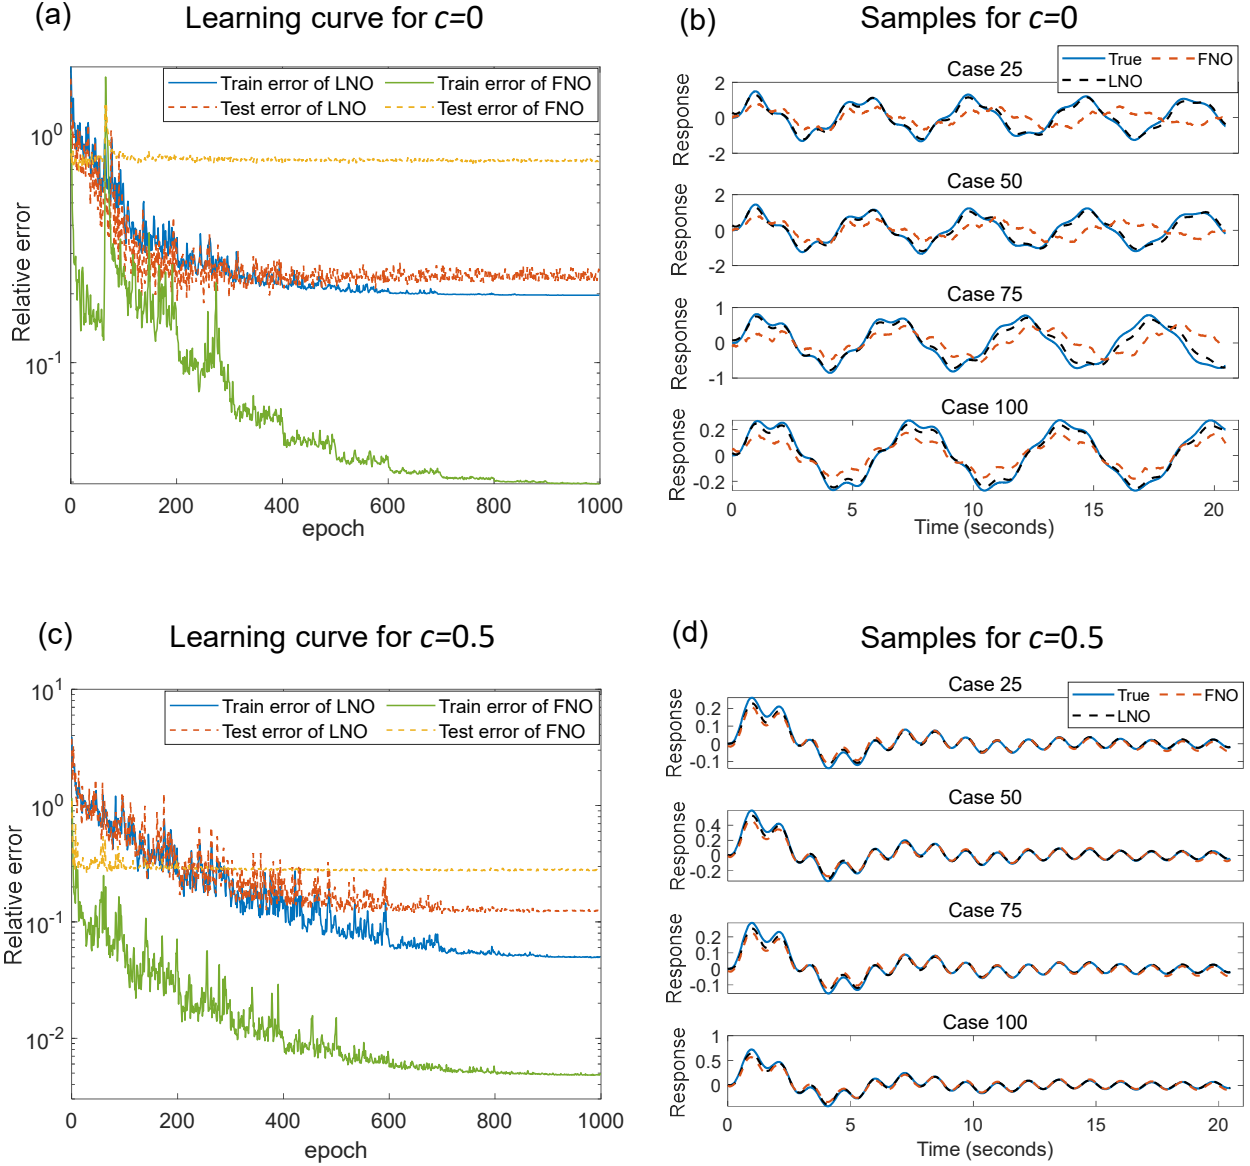 (a)
Learning curve for c=0
Train error of LNO
Train error of FNO
Test error of LNO
Test error of FNO
10^0
10^-1
Relative error
0
200
400
600
800
1000
epoch
(b)
Samples for c=0
True
FNO
LNO
Case 25
2
0
-2
Response
Case 50
2
0
-2
Response
Case 75
1
0
-1
Response
Case 100
0.2
0
-0.2
Response
0
5
10
15
20
Time (seconds)
(c)
Learning curve for c=0.5
Train error of LNO
Train error of FNO
Test error of LNO
Test error of FNO
10^1
10^0
10^-1
10^-2
Relative error
0
200
400
600
800
1000
epoch
(d)
Samples for c=0.5
True
FNO
LNO
Case 25
0.2
0.1
0
-0.1
Response
Case 50
0.4
0.2
0
-0.2
Response
Case 75
0.2
0.1
0
-0.1
Response
Case 100
1
0.5
0
Response
0
5
10
15
20
Time (seconds)